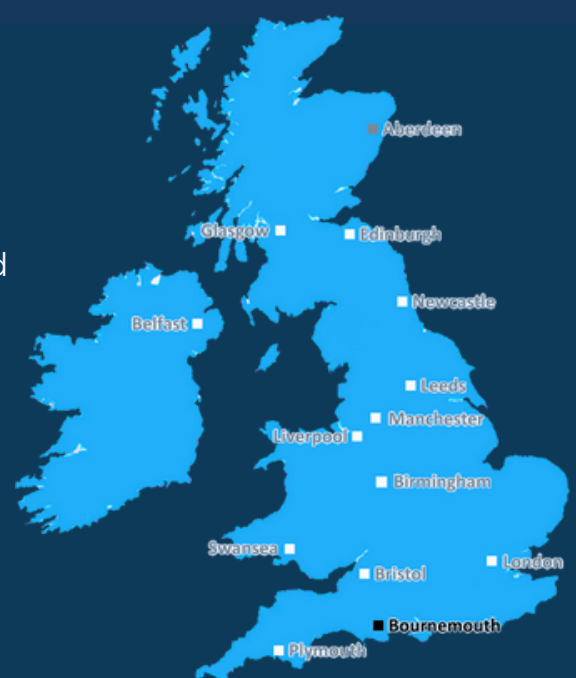 Aberdeen
Glasgow
Edinburgh
d
Newcastle
Belfast
Leeds
Manchester
Liverpool
Birmingham
Swansea
London
Bristol
Bournemouth
Plymouth